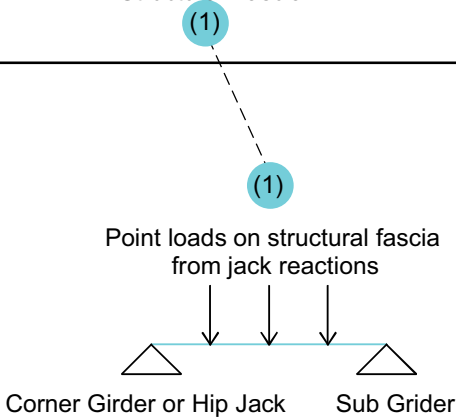 (1)
(1)
Point loads on structural fascia
from jack reactions
Corner Girder or Hip Jack Sub Grider